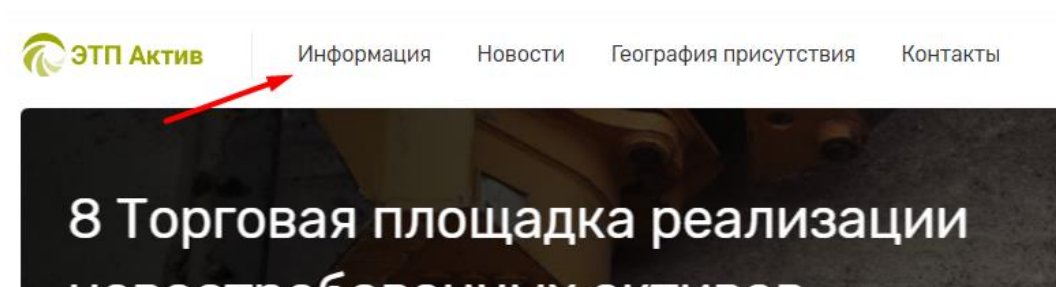 ЭТП Актив Информация Новости География присутствия Контакты
8 Торговая площадка реализации